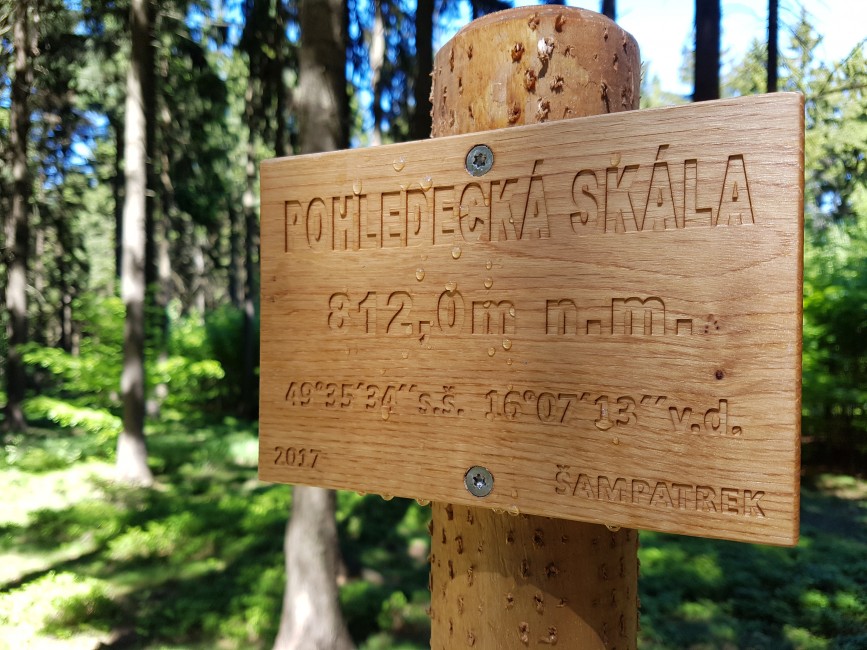 POHLEDECKÁ SKÁLA
812,0m n.m.
49°35′34″s.š. 16°07′13″v.d.
2017
ŠAMPATREK